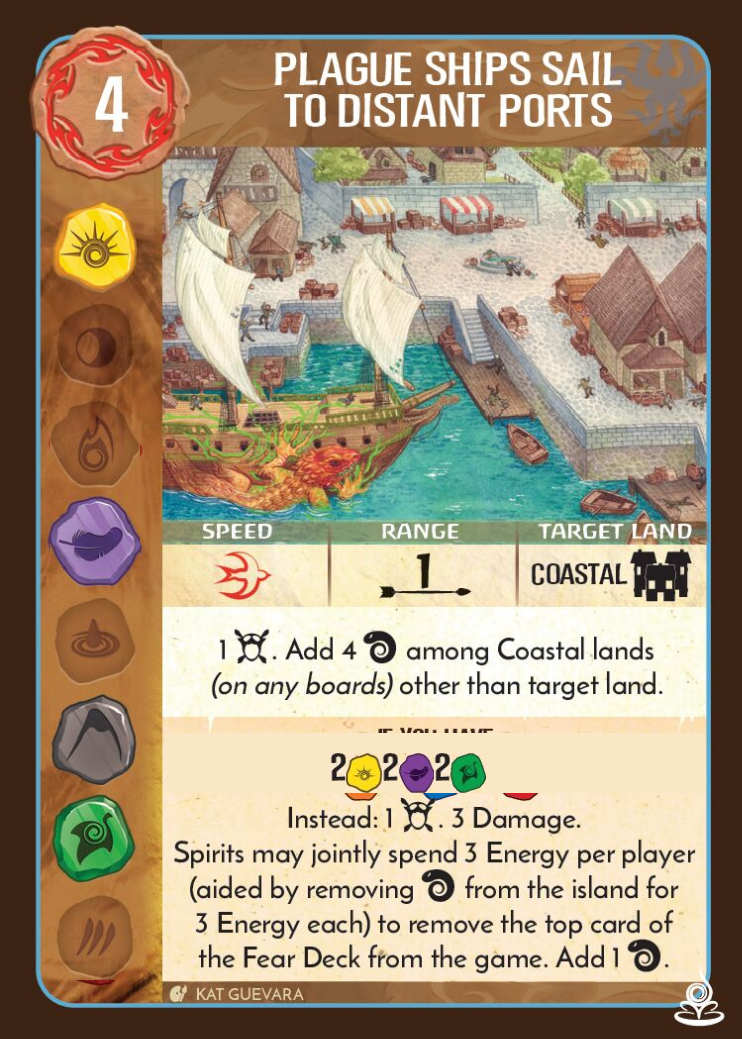 4
PLAGUE SHIPS SAIL
TO DISTANT PORTS
SPEED RANGE TARGET LAND
1 COASTAL
1 . Add 4 among Coastal lands
(on any boards) other than target land.
IF YOU HAVE
2 2 2
Instead: 1 . 3 Damage.
Spirits may jointly spend 3 Energy per player
(aided by removing from the island for
3 Energy each) to remove the top card of
the Fear Deck from the game. Add 1 .
KAT GUEVARA